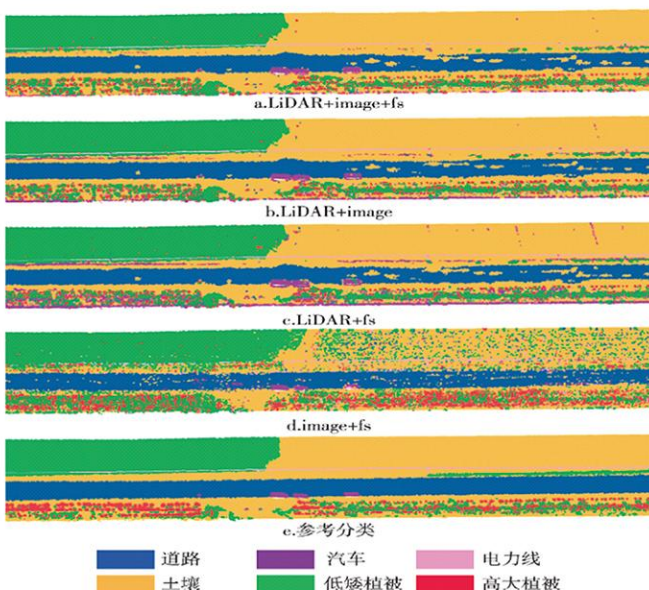 a.LiDAR+image+fs
b.LiDAR+image
c.LiDAR+fs
d.image+fs
e.参考分类
道路 汽车 电力线
土壤 低矮植被 高大植被